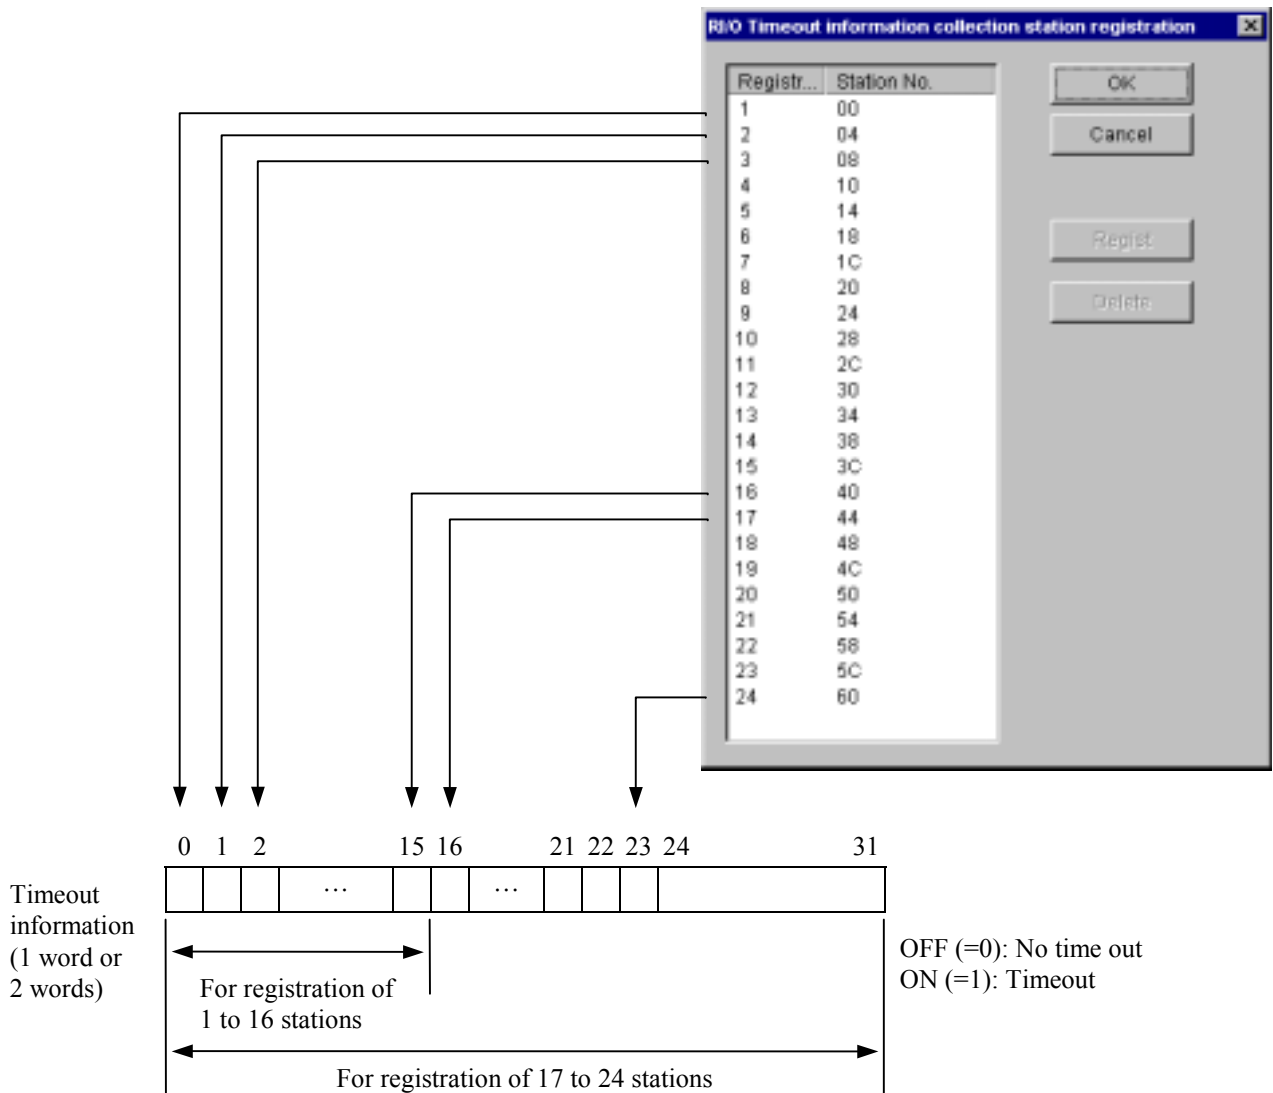 RI/O Timeout information collection station registration
Registr... Station No.
1 00
2 04
3 08
4 10
5 14
6 18
7 1C
8 20
9 24
10 28
11 2C
12 30
13 34
14 38
15 3C
16 40
17 44
18 48
19 4C
20 50
21 54
22 58
23 5C
24 60
OK
Cancel
Regist
Delete
0 1 2 15 16 21 22 23 24 31
... ...
Timeout
information
(1 word or
2 words)
For registration of
1 to 16 stations
For registration of 17 to 24 stations
OFF (=0): No time out
ON (=1): Timeout